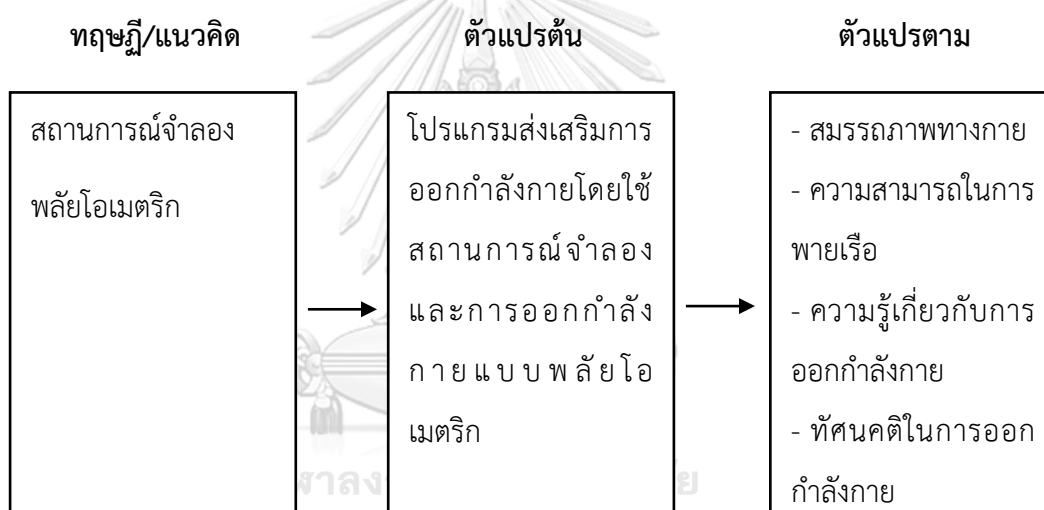 ทฤษฎี/แนวคิด
ตัวแปรต้น
ตัวแปรตาม
สถานการณ์จำลอง
พลัยโอเมตริก
โปรแกรมส่งเสริมการ
ออกกำลังกายโดยใช้
สถานการณ์จำลอง
และการออกกำลัง
กายแบบพลัยโอ
เมตริก
- สมรรถภาพทางกาย
- ความสามารถในการ
พายเรือ
- ความรู้เกี่ยวกับการ
ออกกำลังกาย
- ทัศนคติในการออก
กำลังกาย